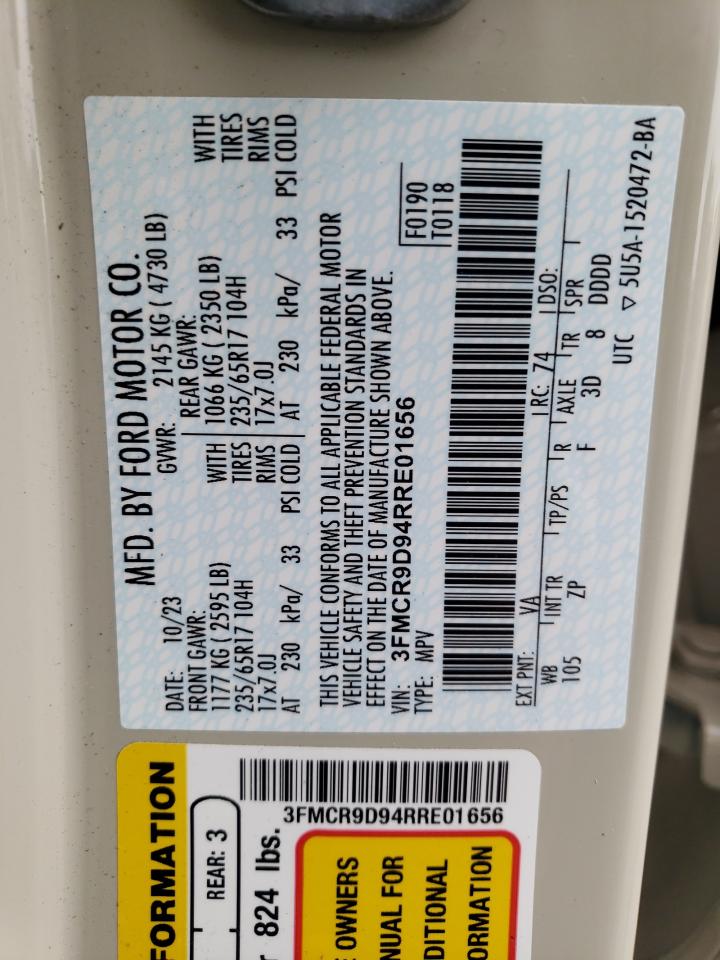 MFD. BY FORD MOTOR CO.
DATE: 10/23 GVWR: 2145 KG ( 4730 LB)
FRONT GAWR: REAR GAWR:
1177 KG ( 2595 LB) WITH 1066 KG ( 2350 LB) WITH
235/65R17 104H TIRES 235/65R17 104H TIRES
17x7.0J RIMS 17x7.0J RIMS
AT 230 kPa/ 33 PSI COLD AT 230 kPa/ 33 PSI COLD
THIS VEHICLE CONFORMS TO ALL APPLICABLE FEDERAL MOTOR
VEHICLE SAFETY AND THEFT PREVENTION STANDARDS IN
EFFECT ON THE DATE OF MANUFACTURE SHOWN ABOVE.
VIN: 3FMCR9D94RRE01656 F0190
TYPE: MPV T0118
EXT PNT: VA RC: 74 DSO:
WB INT TR TP/PS R AXLE TR SPR
105 ZP F 3D 8 DDDD
UTC ▽ 5U5A-1520472-BA
FORMATION
REAR: 3
824 lbs.
3FMCR9D94RRE01656
OWNERS
NUAL FOR
DITIONAL
ORMATION